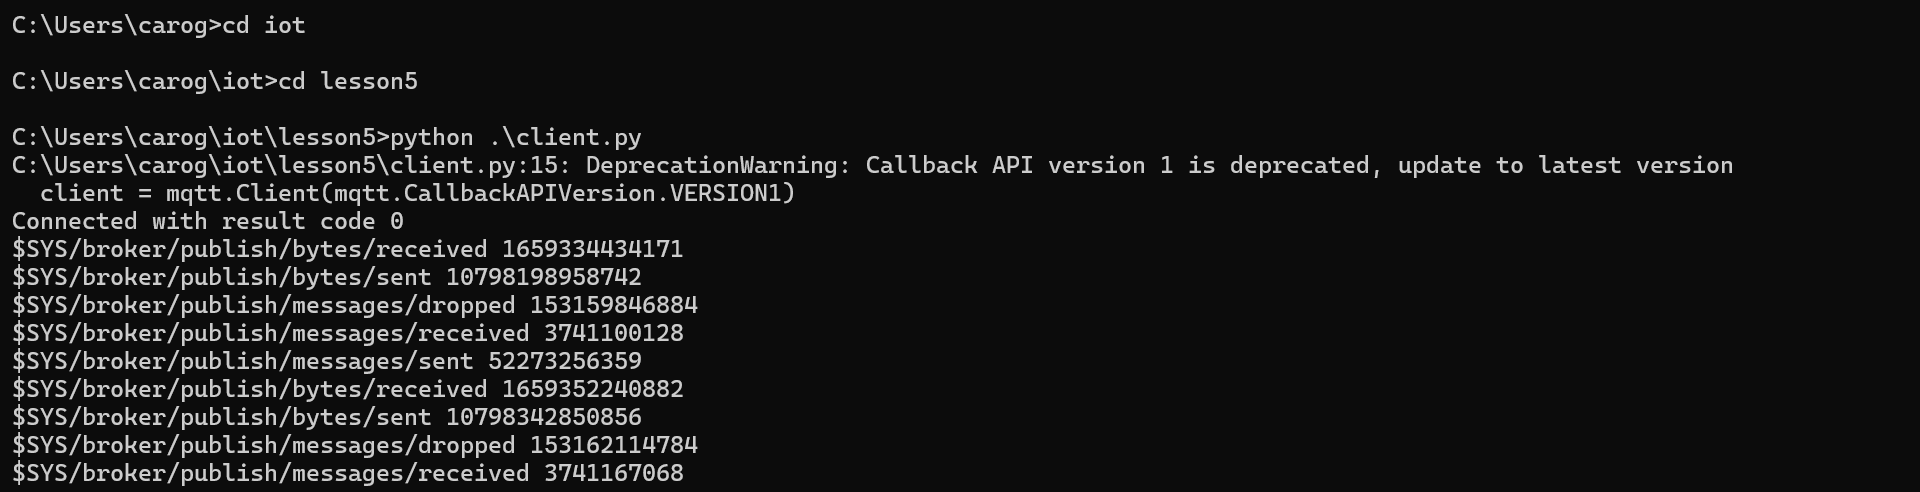 C:\Users\carog>cd iot
C:\Users\carog\iot>cd lesson5
C:\Users\carog\iot\lesson5>python .\client.py
C:\Users\carog\iot\lesson5\client.py:15: DeprecationWarning: Callback API version 1 is deprecated, update to latest version
  client = mqtt.Client(mqtt.CallbackAPIVersion.VERSION1)
Connected with result code 0
$SYS/broker/publish/bytes/received 1659334434171
$SYS/broker/publish/bytes/sent 10798198958742
$SYS/broker/publish/messages/dropped 153159846884
$SYS/broker/publish/messages/received 3741100128
$SYS/broker/publish/messages/sent 52273256359
$SYS/broker/publish/bytes/received 1659352240882
$SYS/broker/publish/bytes/sent 10798342850856
$SYS/broker/publish/messages/dropped 153162114784
$SYS/broker/publish/messages/received 3741167068